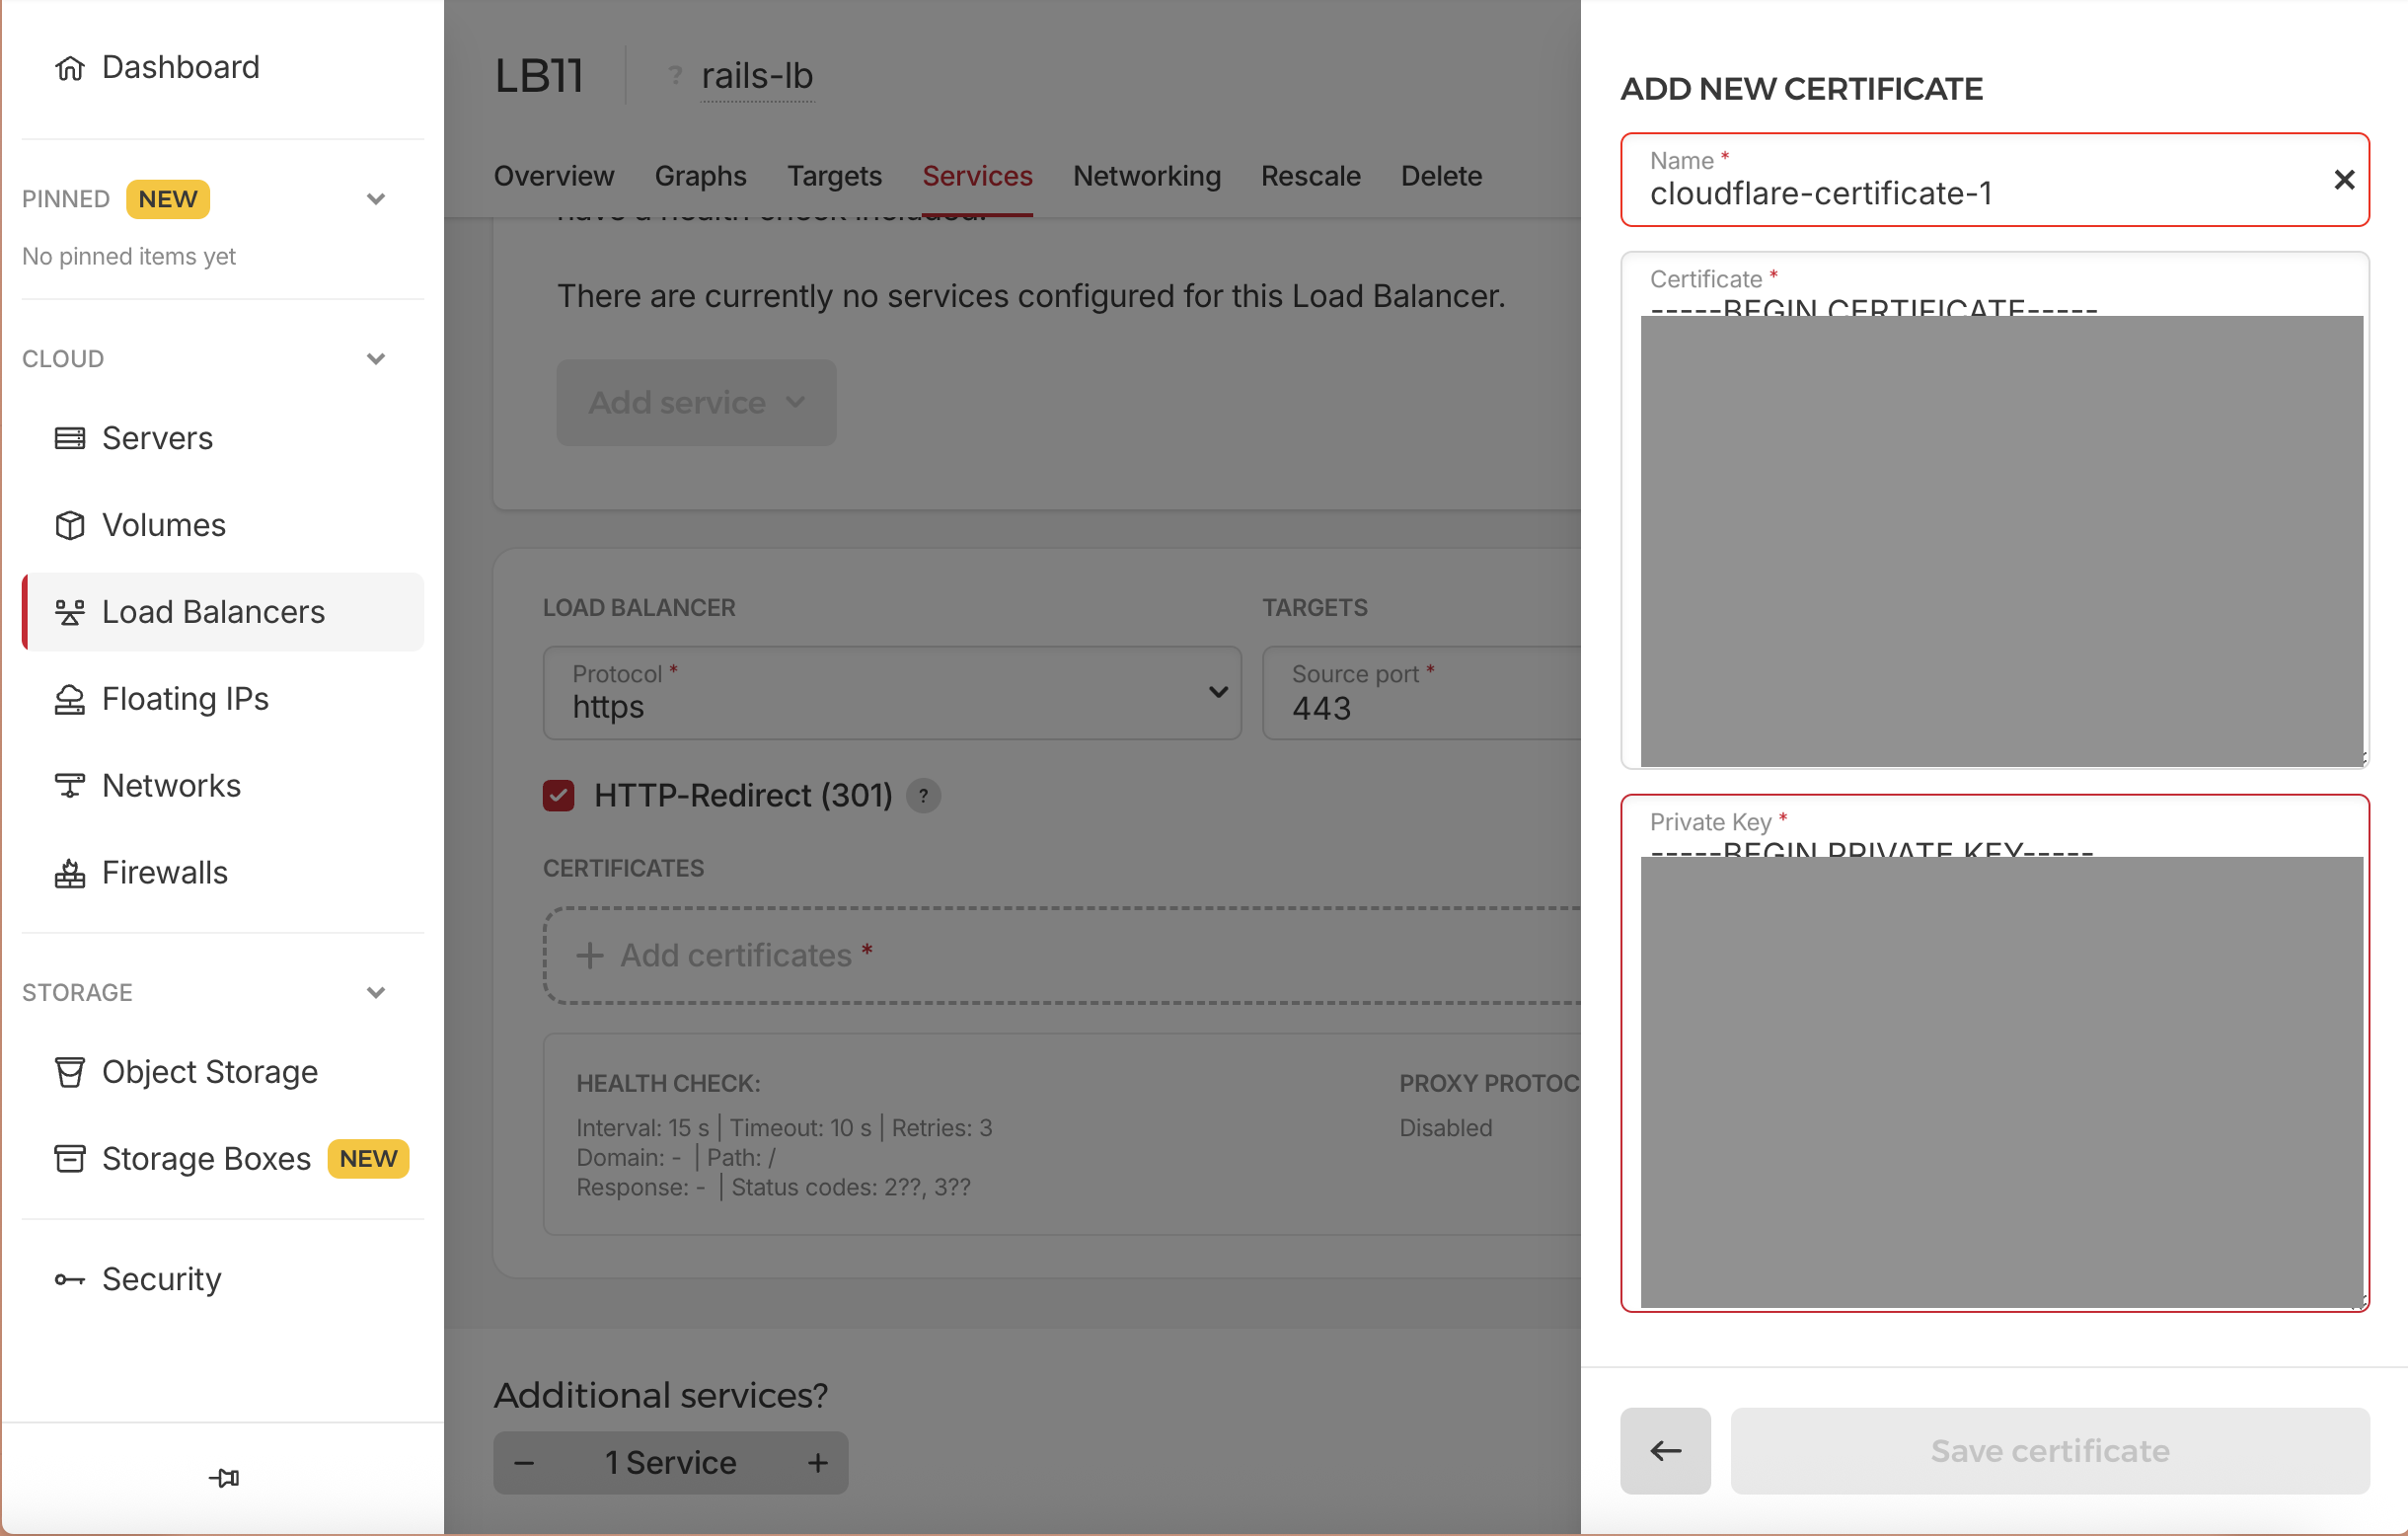 Dashboard
PINNED NEW
No pinned items yet
CLOUD
Servers
Volumes
Load Balancers
Floating IPs
Networks
Firewalls
STORAGE
Object Storage
Storage Boxes NEW
Security
LB11 ? rails-lb
Overview Graphs Targets Services Networking Rescale Delete
have a health check included.
There are currently no services configured for this Load Balancer.
Add service
LOAD BALANCER TARGETS
Protocol * Source port *
https 443
HTTP-Redirect (301) ?
CERTIFICATES
+ Add certificates *
HEALTH CHECK: PROXY PROTOC
Interval: 15 s | Timeout: 10 s | Retries: 3 Disabled
Domain: - | Path: /
Response: - | Status codes: 2??, 3??
Additional services?
− 1 Service +
ADD NEW CERTIFICATE
Name *
cloudflare-certificate-1
Certificate *
-----BEGIN CERTIFICATE-----
Private Key *
-----BEGIN PRIVATE KEY-----
Save certificate